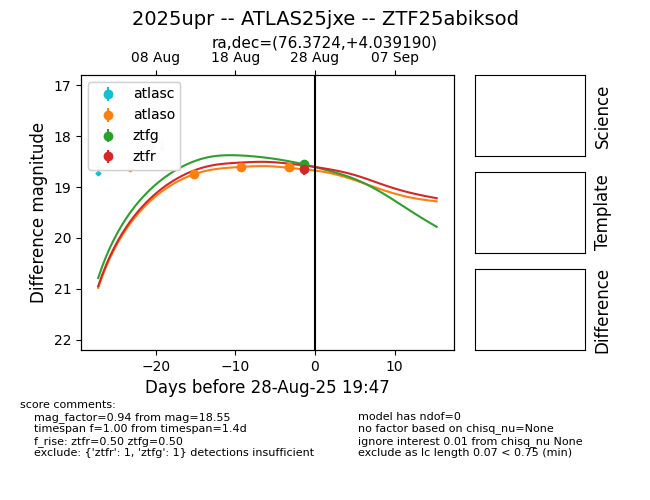 2025upr -- ATLAS25jxe -- ZTF25abiksod
ra,dec=(76.3724,+4.039190)
08 Aug 18 Aug 28 Aug 07 Sep
17
18
19
20
21
22
Difference magnitude
atlasc
atlaso
ztfg
ztfr
−20 −10 0 10
Days before 28-Aug-25 19:47
Science
Template
Difference
score comments:
mag_factor=0.94 from mag=18.55
timespan f=1.00 from timespan=1.4d
f_rise: ztfr=0.50 ztfg=0.50
exclude: {'ztfr': 1, 'ztfg': 1} detections insufficient
model has ndof=0
no factor based on chisq_nu=None
ignore interest 0.01 from chisq_nu None
exclude as lc length 0.07 < 0.75 (min)